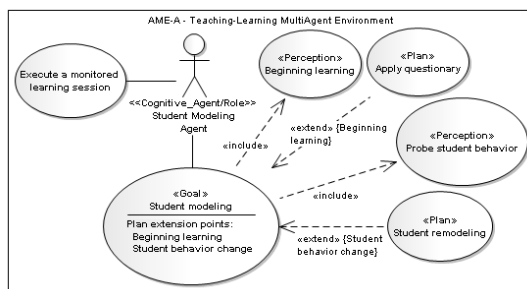 AME-A - Teaching-Learning MultiAgent Environment
Execute a monitored
learning session
<<Cognitive_Agent/Role>>
Student Modeling
Agent
«Perception»
Beginning learning
«Plan»
Apply questionary
«include»
«extend» {Beginning
learning}
«Perception»
Probe student behavior
«include»
«Goal»
Student modeling
Plan extension points:
Beginning learning
Student behavior change
«Plan»
Student remodeling
«extend» {Student
behavior change}